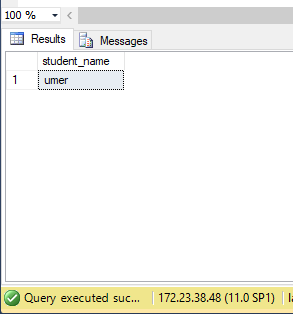 100 %
Results Messages
student_name
1 umer
Query executed suc... 172.23.38.48 (11.0 SP1)